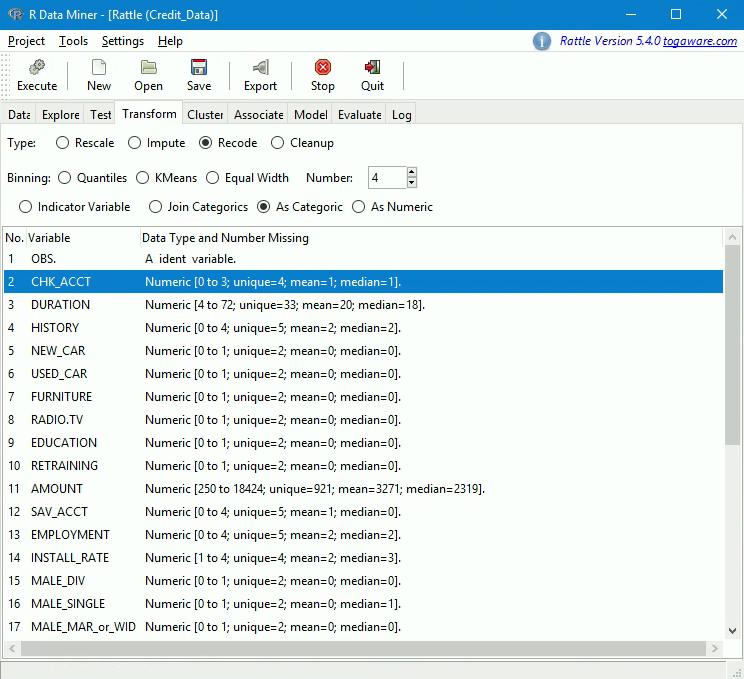 R Data Miner - [Rattle (Credit_Data)]
Project Tools Settings Help Rattle Version 5.4.0 togaware.com
Execute New Open Save Export Stop Quit
Data Explore Test Transform Cluster Associate Model Evaluate Log
Type: Rescale Impute Recode Cleanup
Binning: Quantiles KMeans Equal Width Number: 4
Indicator Variable Join Categorics As Categoric As Numeric
No. Variable Data Type and Number Missing
1 OBS. A ident variable.
2 CHK_ACCT Numeric [0 to 3; unique=4; mean=1; median=1].
3 DURATION Numeric [4 to 72; unique=33; mean=20; median=18].
4 HISTORY Numeric [0 to 4; unique=5; mean=2; median=2].
5 NEW_CAR Numeric [0 to 1; unique=2; mean=0; median=0].
6 USED_CAR Numeric [0 to 1; unique=2; mean=0; median=0].
7 FURNITURE Numeric [0 to 1; unique=2; mean=0; median=0].
8 RADIO.TV Numeric [0 to 1; unique=2; mean=0; median=0].
9 EDUCATION Numeric [0 to 1; unique=2; mean=0; median=0].
10 RETRAINING Numeric [0 to 1; unique=2; mean=0; median=0].
11 AMOUNT Numeric [250 to 18424; unique=921; mean=3271; median=2319].
12 SAV_ACCT Numeric [0 to 4; unique=5; mean=1; median=0].
13 EMPLOYMENT Numeric [0 to 4; unique=5; mean=2; median=2].
14 INSTALL_RATE Numeric [1 to 4; unique=4; mean=2; median=3].
15 MALE_DIV Numeric [0 to 1; unique=2; mean=0; median=0].
16 MALE_SINGLE Numeric [0 to 1; unique=2; mean=0; median=1].
17 MALE_MAR_or_WID Numeric [0 to 1; unique=2; mean=0; median=0].